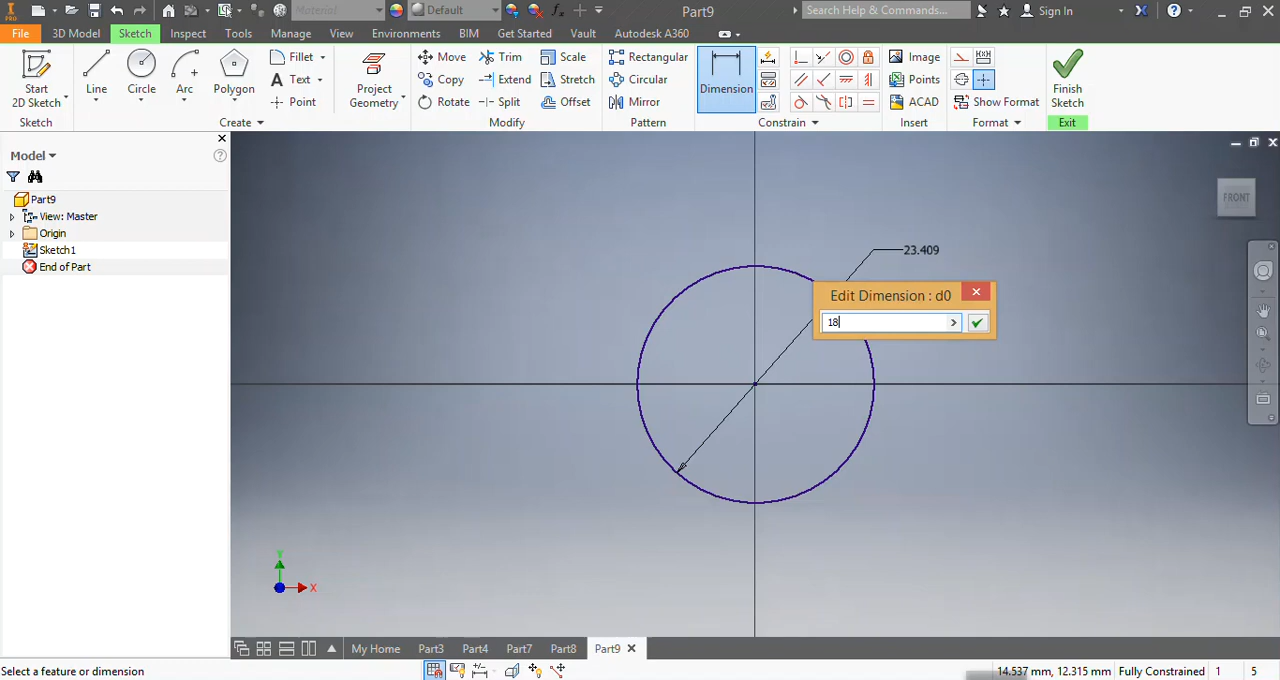 PRO
Material
Default
fx
Part9
Search Help & Commands...
Sign In
File
3D Model
Sketch
Inspect
Tools
Manage
View
Environments
BIM
Get Started
Vault
Autodesk A360
Start
2D Sketch
Line
Circle
Arc
Polygon
Fillet
Text
Point
Project
Geometry
Move
Copy
Rotate
Trim
Extend
Split
Scale
Stretch
Offset
Rectangular
Circular
Mirror
Dimension
Image
Points
ACAD
Show Format
Finish
Sketch
Sketch
Create
Modify
Pattern
Constrain
Insert
Format
Exit
Model
Part9
View: Master
Origin
Sketch1
End of Part
FRONT
23.409
Edit Dimension : d0
18
Y
X
My Home
Part3
Part4
Part7
Part8
Part9
Select a feature or dimension
14.537 mm, 12.315 mm
Fully Constrained
1
5